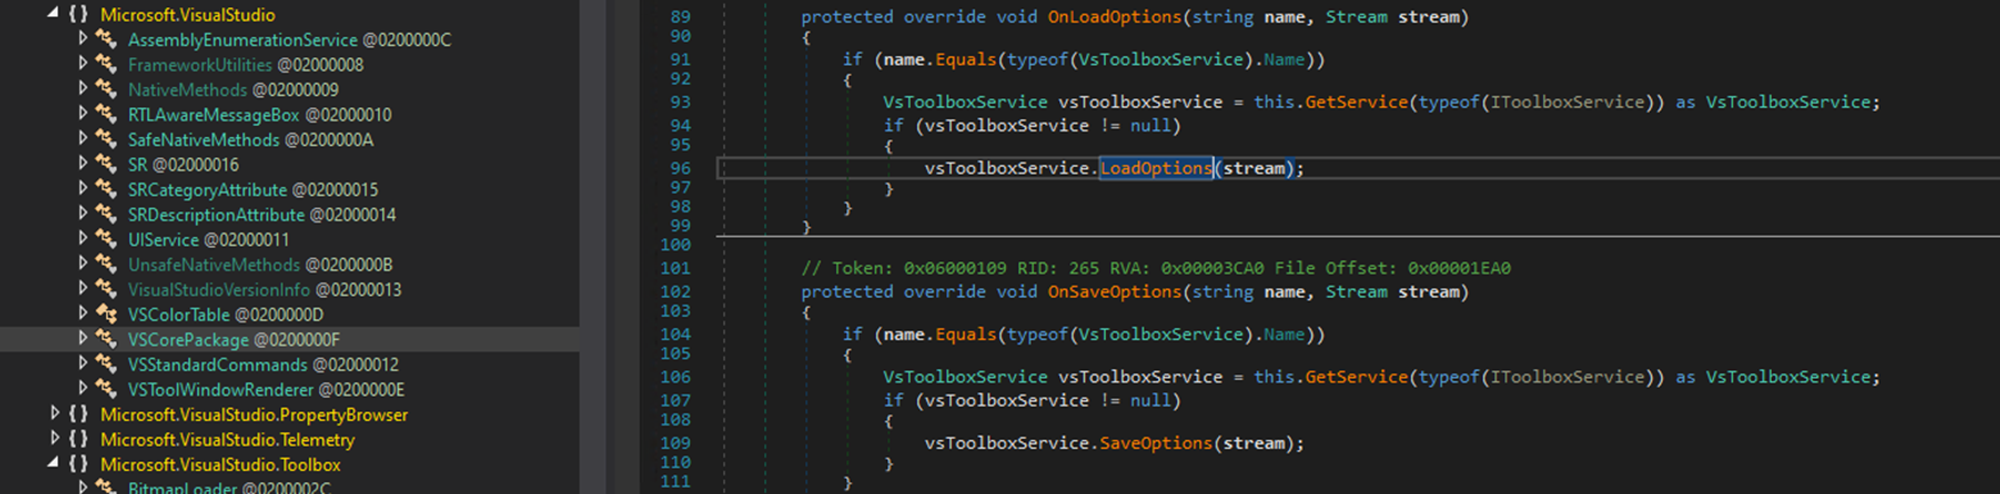 Microsoft.VisualStudio
AssemblyEnumerationService @0200000C
FrameworkUtilities @02000008
NativeMethods @02000009
RTLAwareMessageBox @02000010
SafeNativeMethods @0200000A
SR @02000016
SRCategoryAttribute @02000015
SRDescriptionAttribute @02000014
UIService @02000011
UnsafeNativeMethods @0200000B
VisualStudioVersionInfo @02000013
VSColorTable @0200000D
VSCorePackage @0200000F
VSStandardCommands @02000012
VSToolWindowRenderer @0200000E
{} Microsoft.VisualStudio.PropertyBrowser
{} Microsoft.VisualStudio.Telemetry
{} Microsoft.VisualStudio.Toolbox
BitmapLoader @0200002C
89 protected override void OnLoadOptions(string name, Stream stream)
90 {
91 if (name.Equals(typeof(VsToolboxService).Name))
92 {
93 VsToolboxService vsToolboxService = this.GetService(typeof(IToolboxService)) as VsToolboxService;
94 if (vsToolboxService != null)
95 {
96 vsToolboxService.LoadOptions(stream);
97 }
98 }
99 }
100
101 // Token: 0x06000109 RID: 265 RVA: 0x00003CA0 File Offset: 0x00001EA0
102 protected override void OnSaveOptions(string name, Stream stream)
103 {
104 if (name.Equals(typeof(VsToolboxService).Name))
105 {
106 VsToolboxService vsToolboxService = this.GetService(typeof(IToolboxService)) as VsToolboxService;
107 if (vsToolboxService != null)
108 {
109 vsToolboxService.SaveOptions(stream);
110 }
111 }